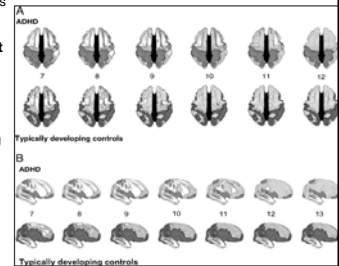 s
A
ADHD
t
7 8 9 10 11 12
Typically developing controls
B
ADHD
7 8 9 10 11 12 13
Typically developing controls